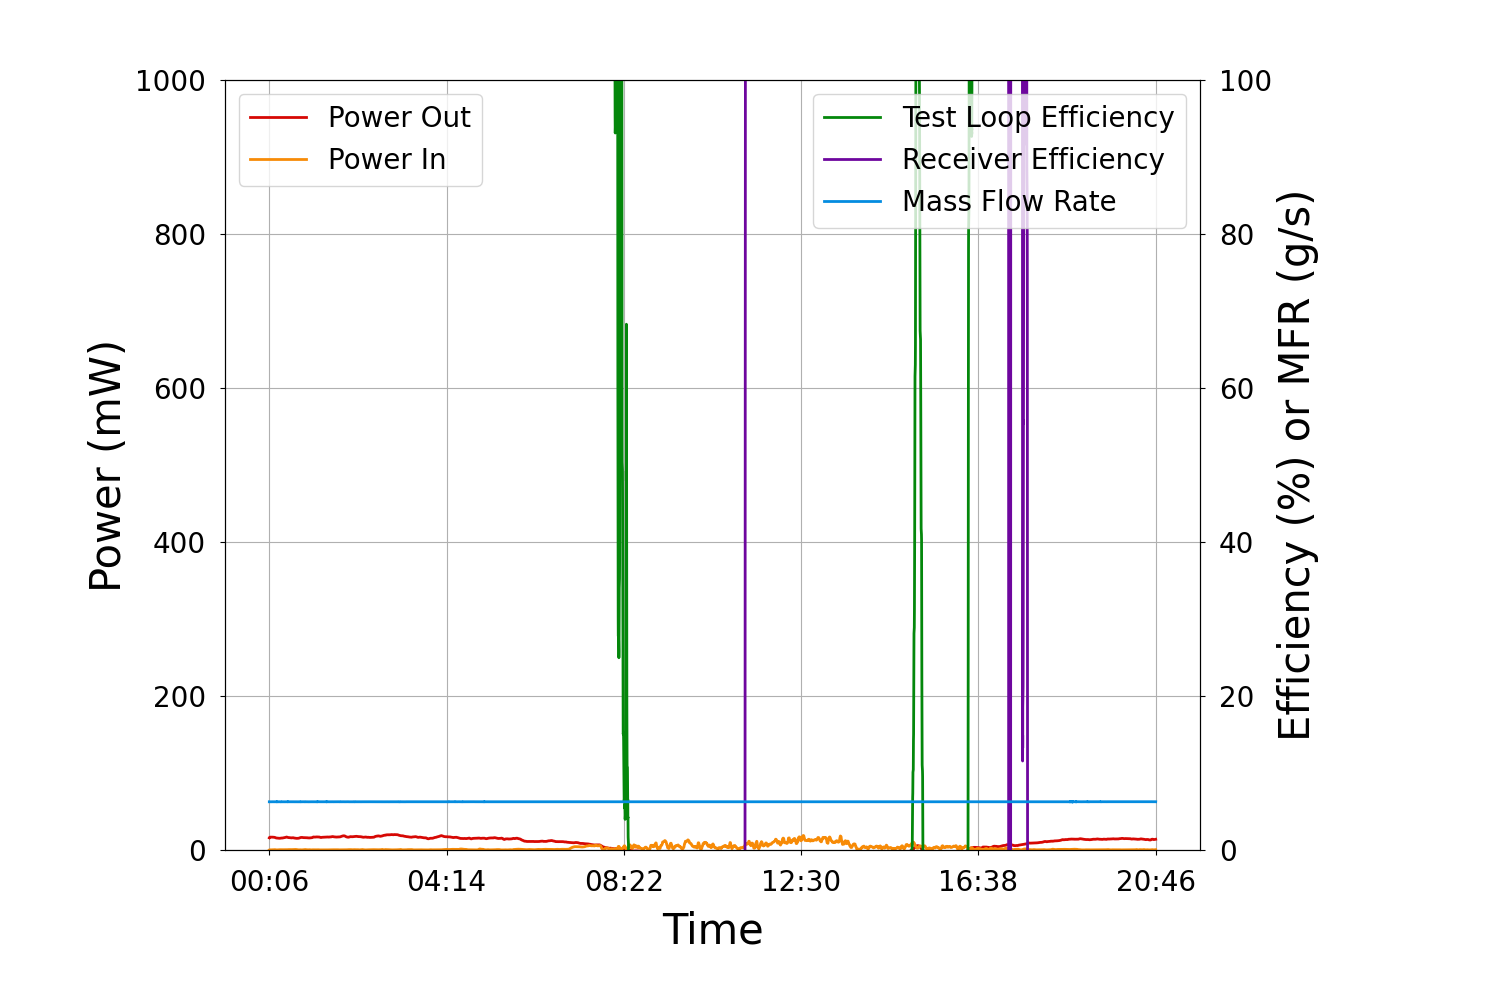 1000
800
600
400
200
0
Power (mW)
Power Out
Power In
Test Loop Efficiency
Receiver Efficiency
Mass Flow Rate
100
80
60
40
20
0
Efficiency (%) or MFR (g/s)
00:06 04:14 08:22 12:30 16:38 20:46
Time